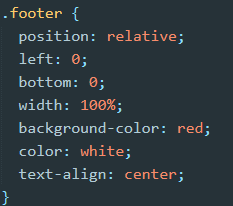 .footer {
position: relative;
left: 0;
bottom: 0;
width: 100%;
background-color: red;
color: white;
text-align: center;
}